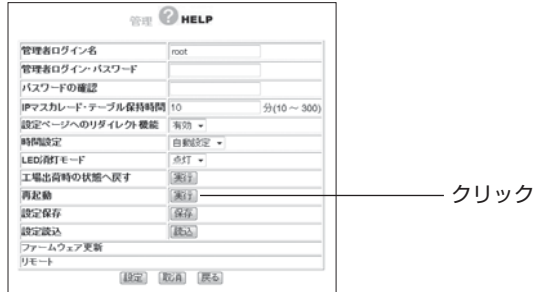 管理 ? HELP
管理者ログイン名 root
管理者ログイン・パスワード
パスワードの確認
IPマスカレード・テーブル保持時間 10 分(10 ～ 300)
設定ページへのリダイレクト機能 有効
時間設定 自動設定
LED消灯モード 点灯
工場出荷時の状態へ戻す 実行
再起動 実行 クリック
設定保存 保存
設定読込 読込
ファームウェア更新
リモート
設定 取消 戻る